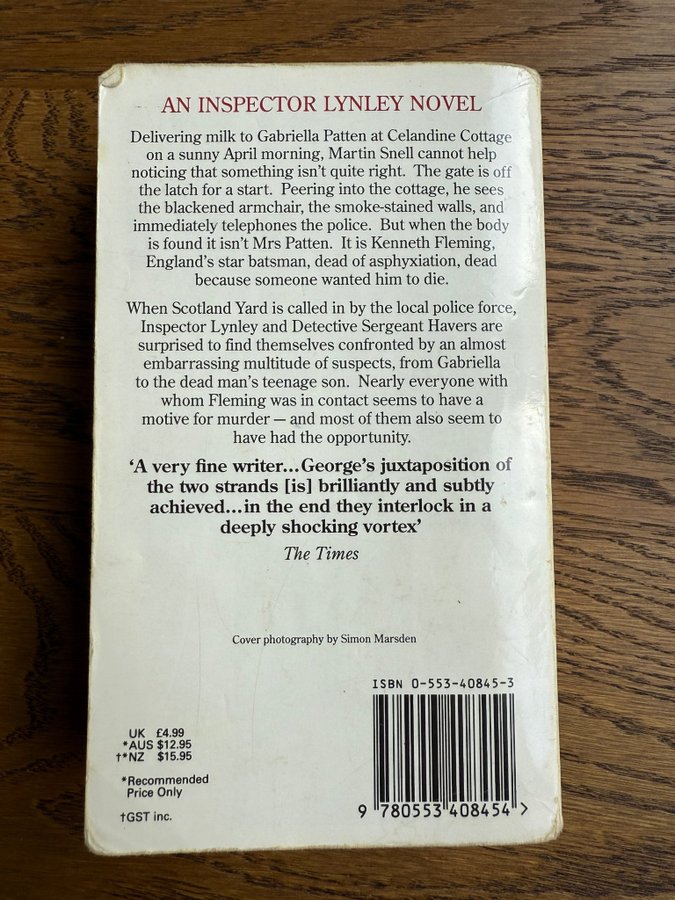 AN INSPECTOR LYNLEY NOVEL
Delivering milk to Gabriella Patten at Celandine Cottage
on a sunny April morning, Martin Snell cannot help
noticing that something isn't quite right. The gate is off
the latch for a start. Peering into the cottage, he sees
the blackened armchair, the smoke-stained walls, and
immediately telephones the police. But when the body
is found it isn't Mrs Patten. It is Kenneth Fleming,
England's star batsman, dead of asphyxiation, dead
because someone wanted him to die.
When Scotland Yard is called in by the local police force,
Inspector Lynley and Detective Sergeant Havers are
surprised to find themselves confronted by an almost
embarrassing multitude of suspects, from Gabriella
to the dead man's teenage son. Nearly everyone with
whom Fleming was in contact seems to have a
motive for murder – and most of them also seem to
have had the opportunity.
'A very fine writer...George's juxtaposition of
the two strands [is] brilliantly and subtly
achieved...in the end they interlock in a
deeply shocking vortex'
The Times
Cover photography by Simon Marsden
ISBN 0-553-40845-3
UK £4.99
*AUS $12.95
†*NZ $15.95
*Recommended
Price Only
†GST inc.
9 780553 408454 >